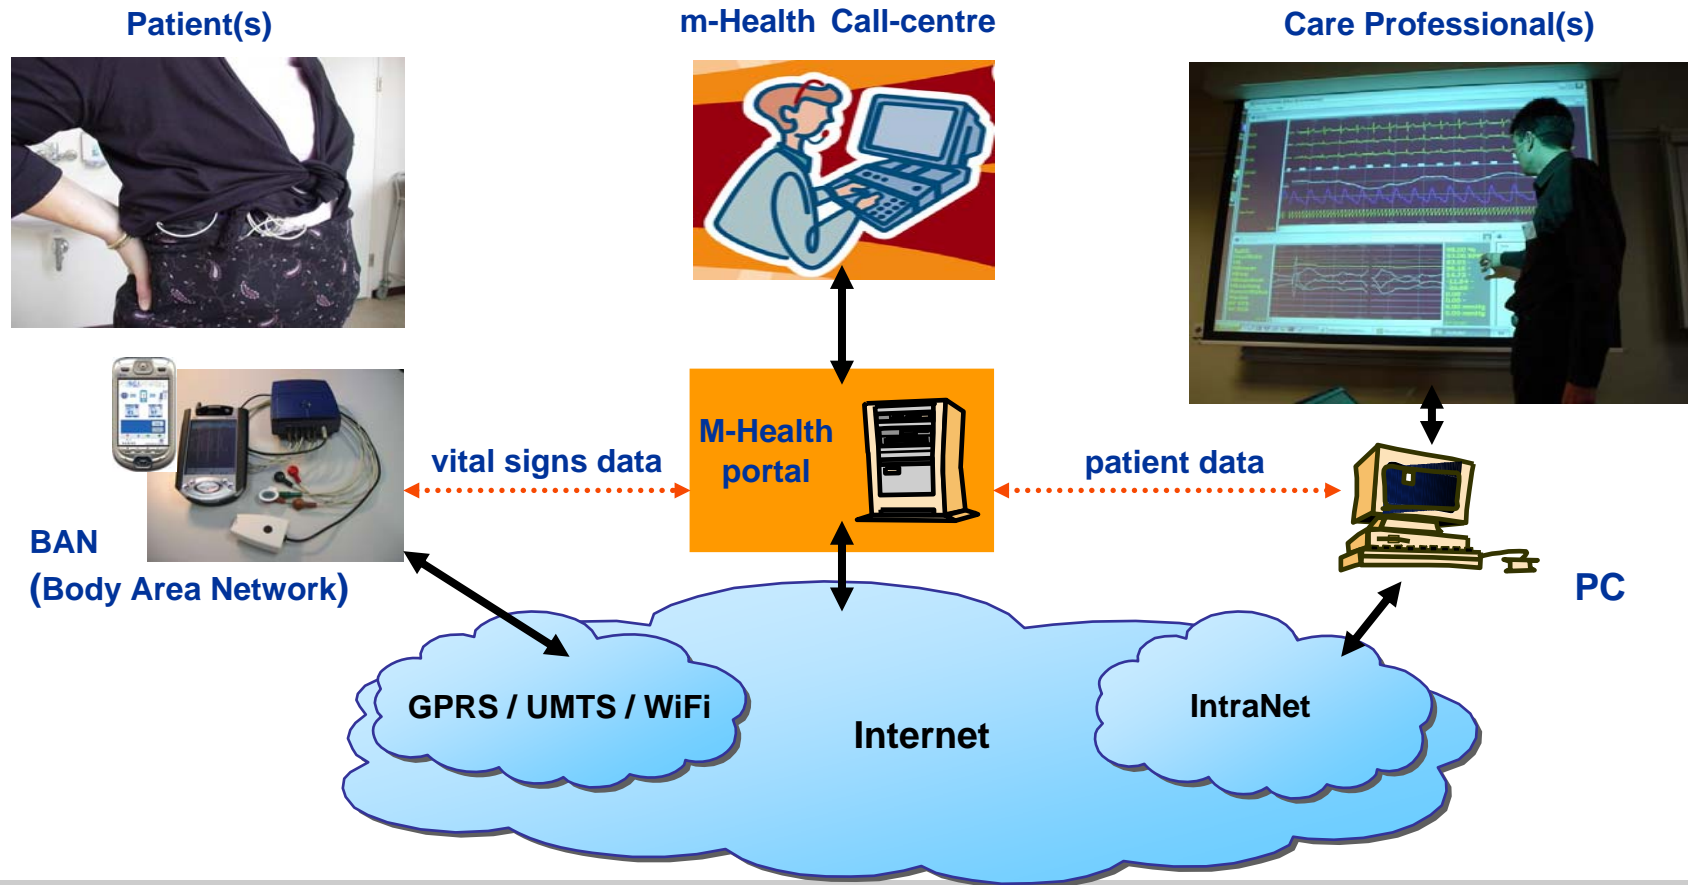 Patient(s)
m-Health Call-centre
Care Professional(s)
vital signs data
M-Health
portal
patient data
BAN
(Body Area Network)
PC
GPRS / UMTS / WiFi
Internet
IntraNet